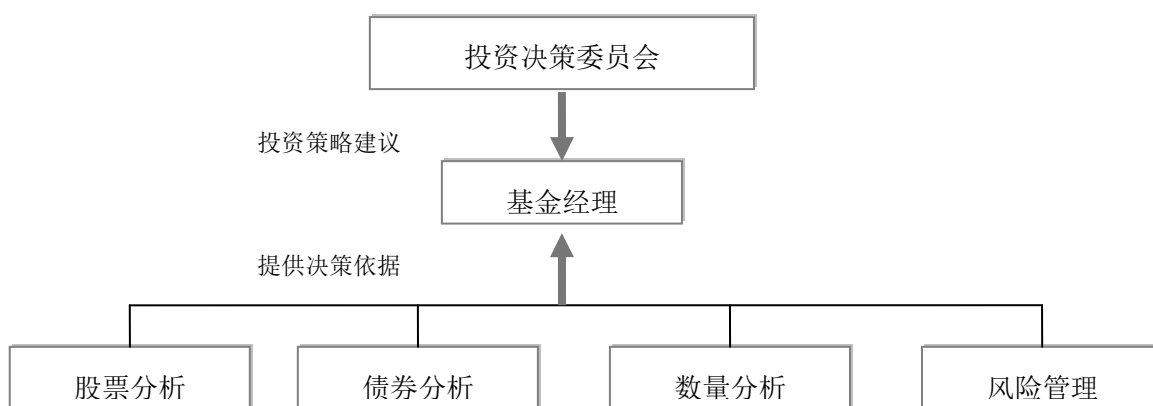 投资决策委员会
投资策略建议
基金经理
提供决策依据
股票分析
债券分析
数量分析
风险管理